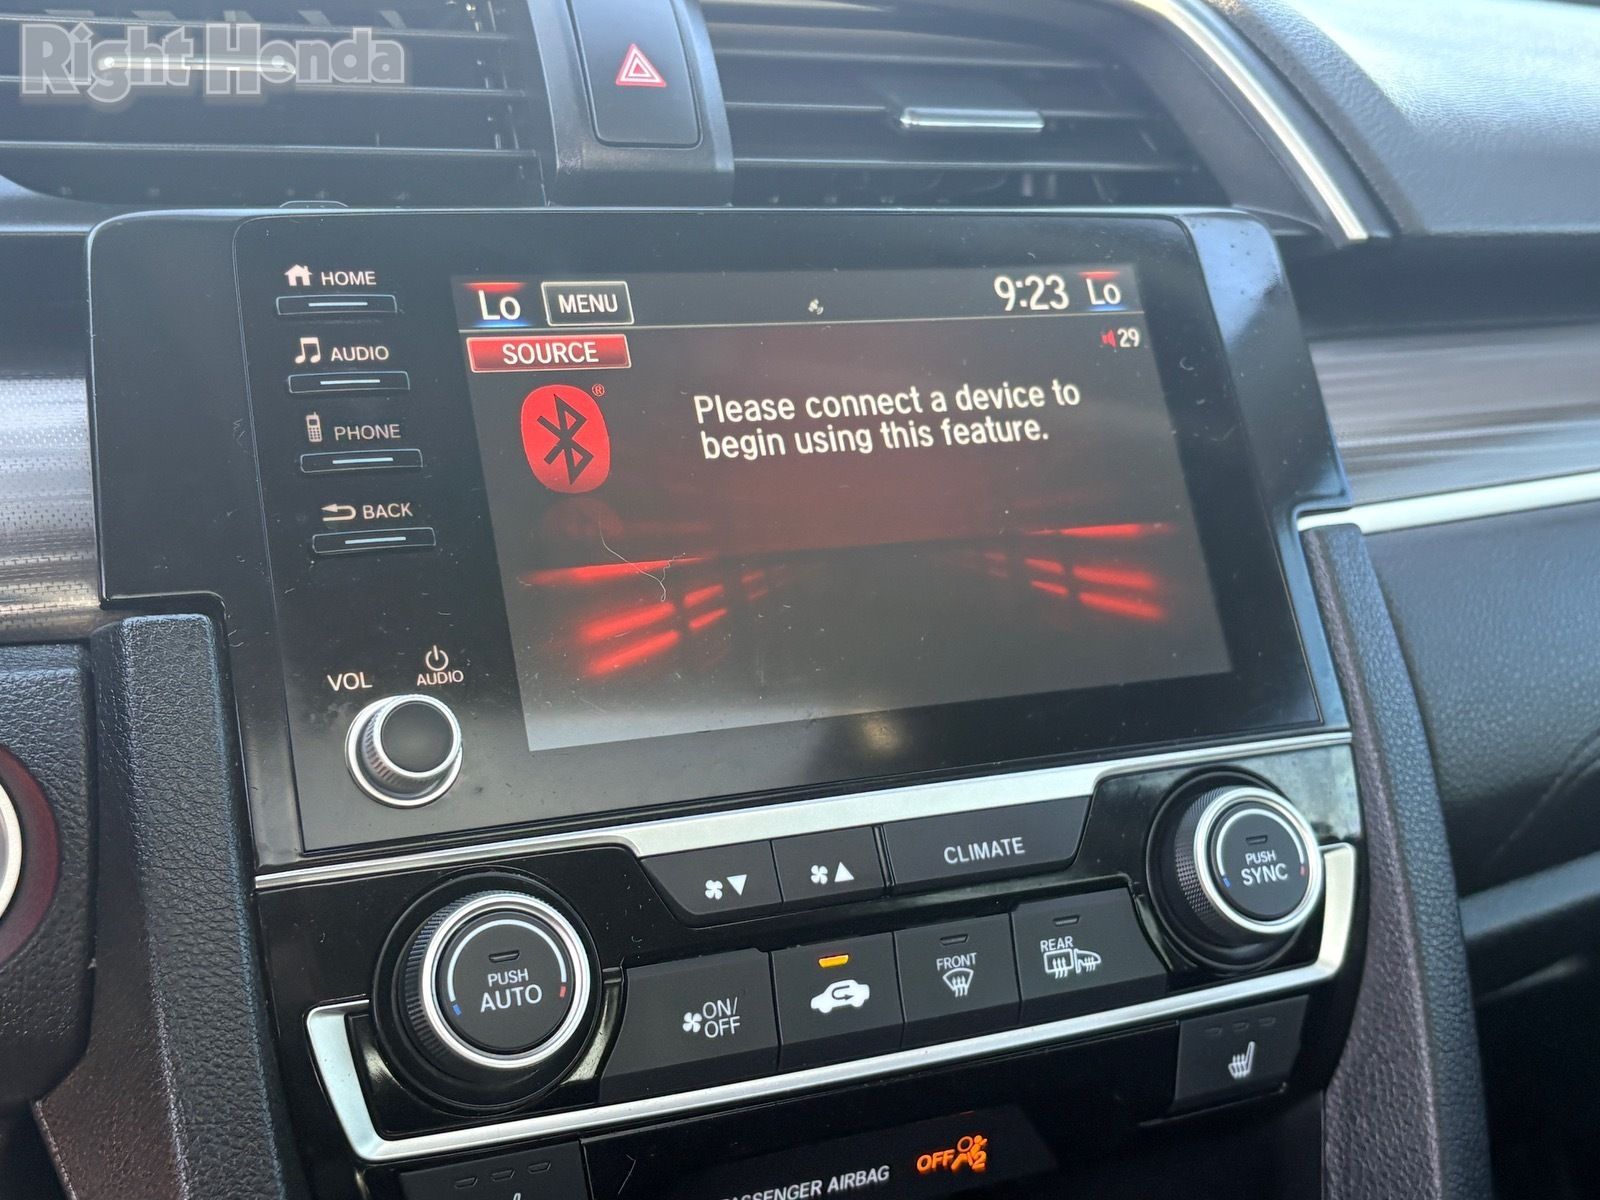 Right Honda
HOME
AUDIO
PHONE
BACK
VOL
AUDIO
Lo
MENU
9:23
Lo
SOURCE
29
®
Please connect a device to
begin using this feature.
CLIMATE
PUSH
SYNC
PUSH
AUTO
ON/
OFF
FRONT
REAR
PASSENGER AIRBAG
OFF
2